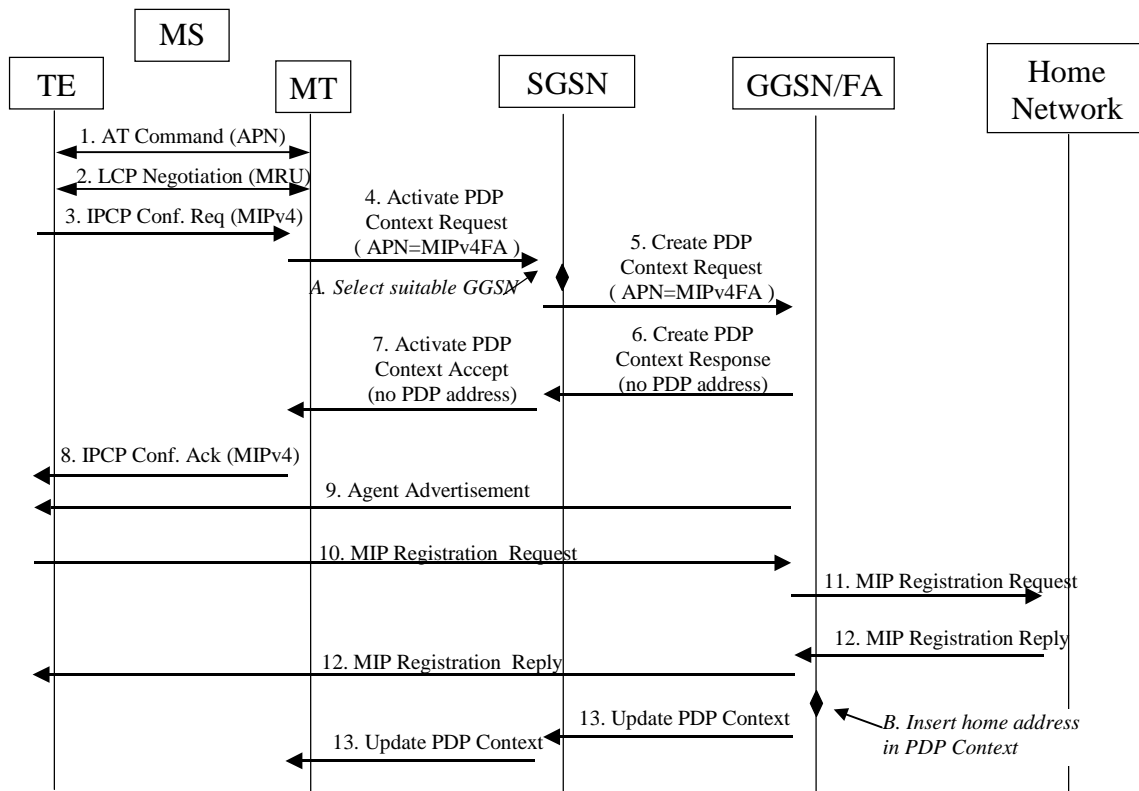 MS
TE
MT
SGSN
GGSN/FA
Home
Network
1. AT Command (APN)
2. LCP Negotiation (MRU)
3. IPCP Conf. Req (MIPv4)
4. Activate PDP
Context Request
( APN=MIPv4FA )
A. Select suitable GGSN
5. Create PDP
Context Request
( APN=MIPv4FA )
6. Create PDP
Context Response
(no PDP address)
7. Activate PDP
Context Accept
(no PDP address)
8. IPCP Conf. Ack (MIPv4)
9. Agent Advertisement
10. MIP Registration Request
11. MIP Registration Request
12. MIP Registration Reply
12. MIP Registration Reply
B. Insert home address
in PDP Context
13. Update PDP Context
13. Update PDP Context